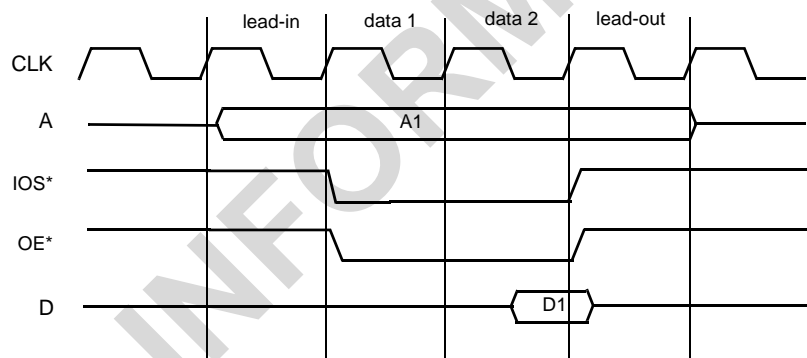 lead-in data 1 data 2 lead-out
CLK
A A1
IOS*
OE*
D D1
INFORM